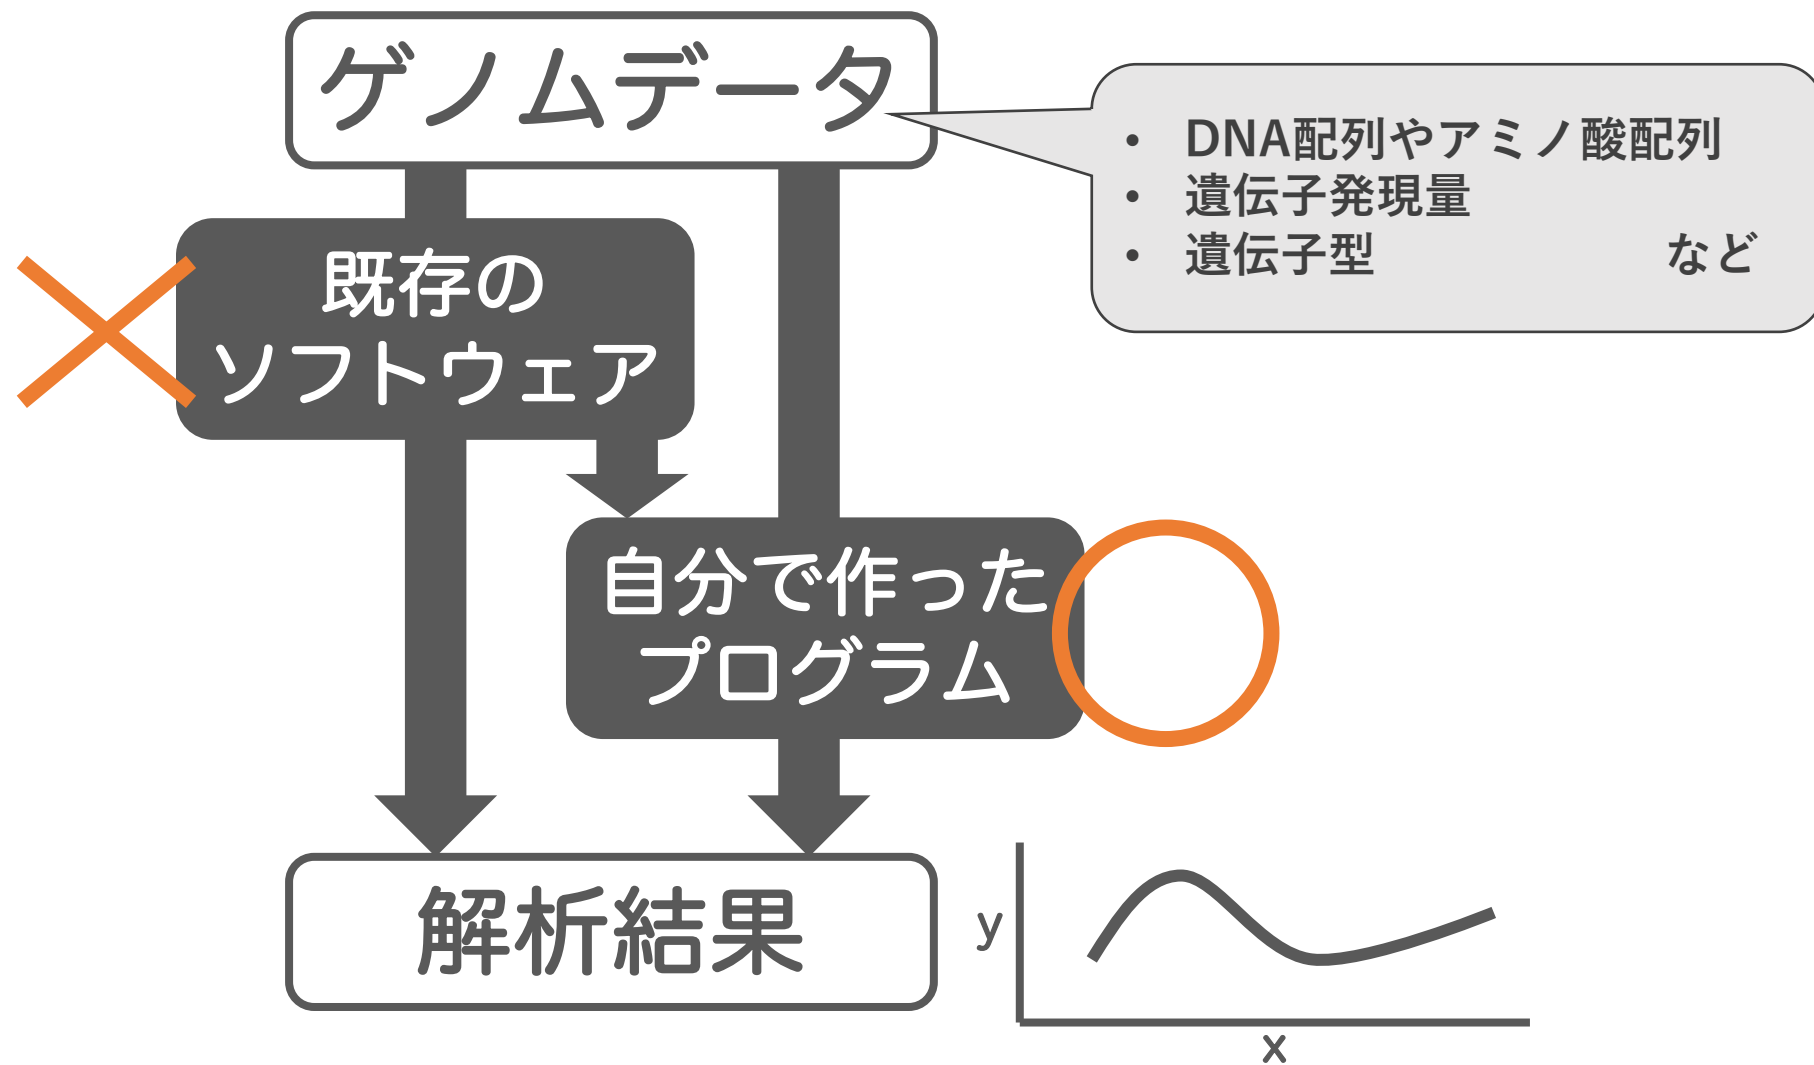 ゲノムデータ
• DNA配列やアミノ酸配列
• 遺伝子発現量
• 遺伝子型 など
既存の
ソフトウェア
自分で作った
プログラム
解析結果
y
x